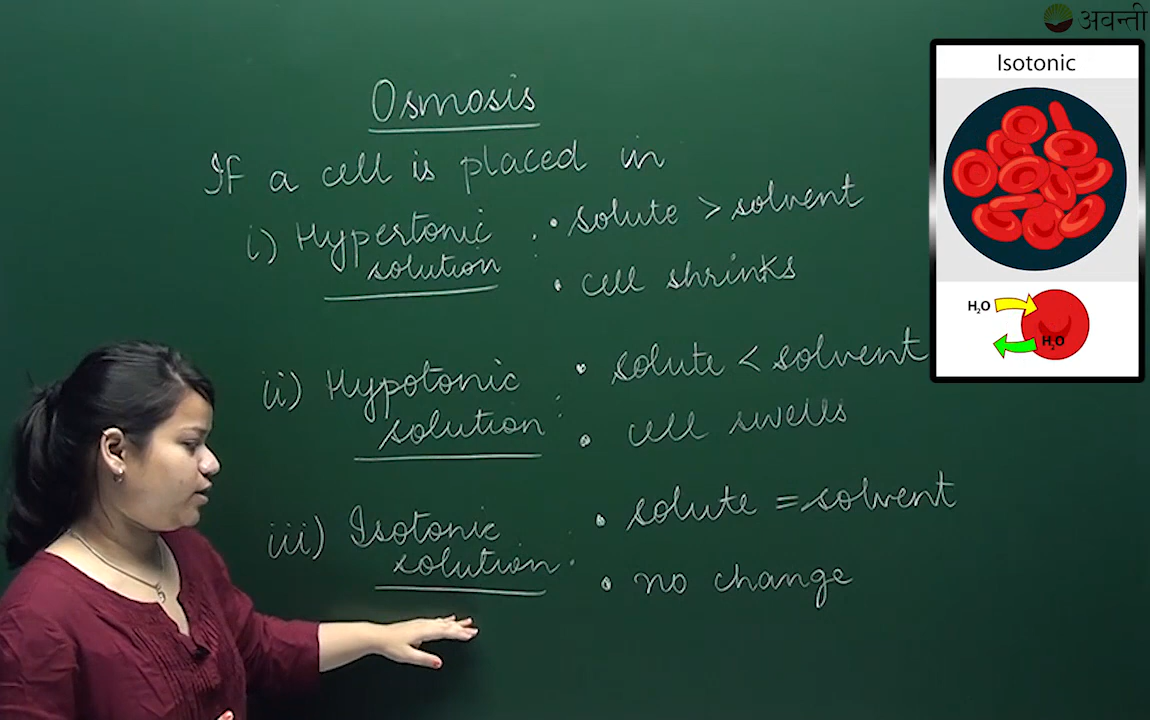 अवन्ती
Osmosis
If a cell is placed in
i) Hypertonic solution : • solute > solvent
• cell shrinks
ii) Hypotonic solution : • solute < solvent
• cell swells
iii) Isotonic solution : • solute = solvent
• no change
Isotonic
H₂O
H₂O